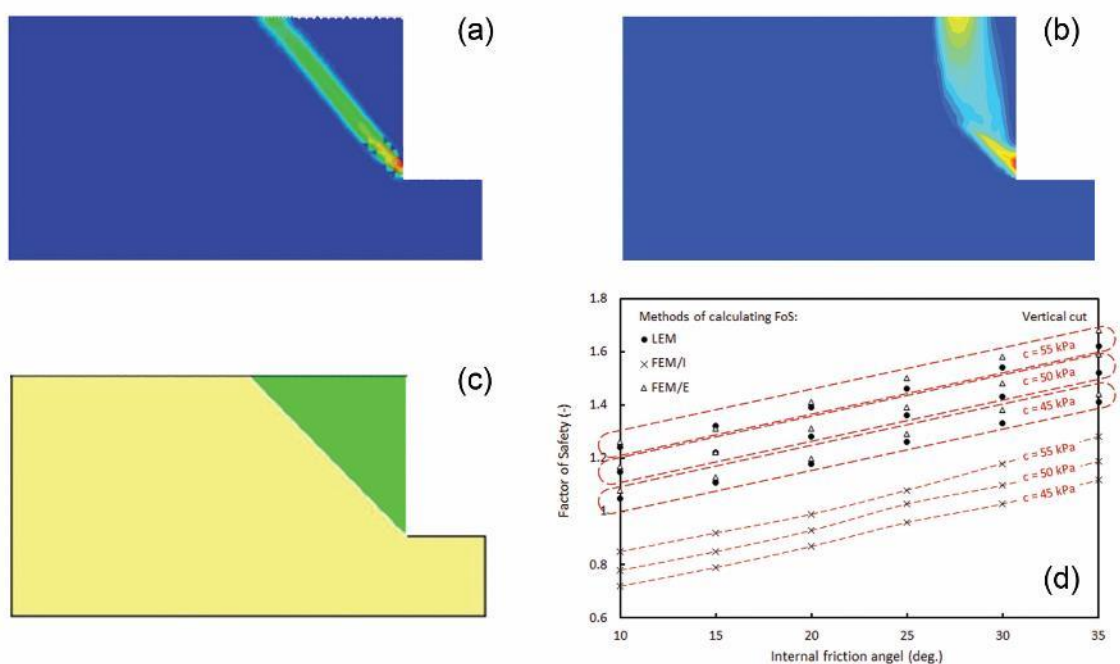 (a)
(b)
(c)
1.8
Methods of calculating FoS:
Vertical cut
LEM
FEM/I
FEM/E
c = 55 kPa
c = 50 kPa
c = 45 kPa
c = 55 kPa
c = 50 kPa
c = 45 kPa
1.6
1.4
1.2
1
0.8
0.6
Factor of Safety (-)
(d)
10
15
20
25
30
35
Internal friction angel (deg.)